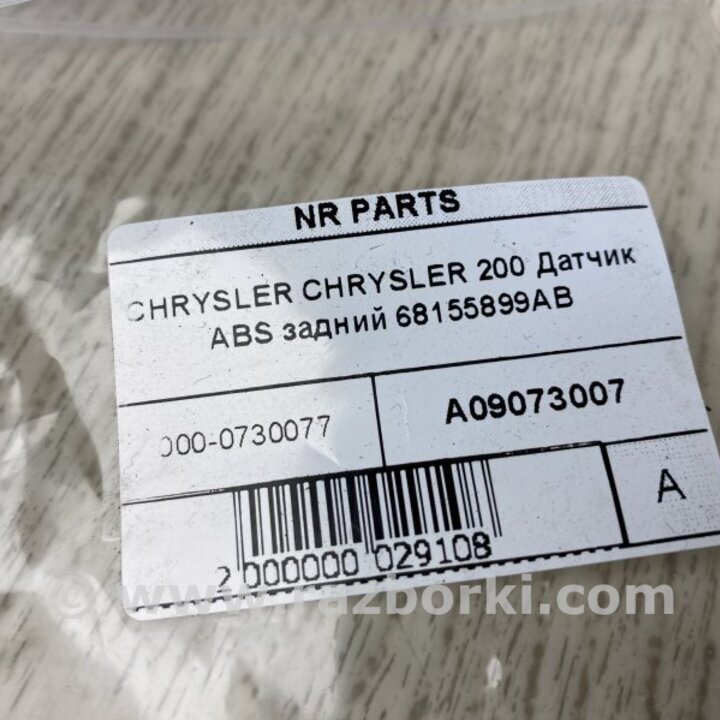 NR PARTS
CHRYSLER CHRYSLER 200 Датчик
ABS задний 68155899AB
000-0730077
A09073007
A
2 000000 029108
© www.razborki.com